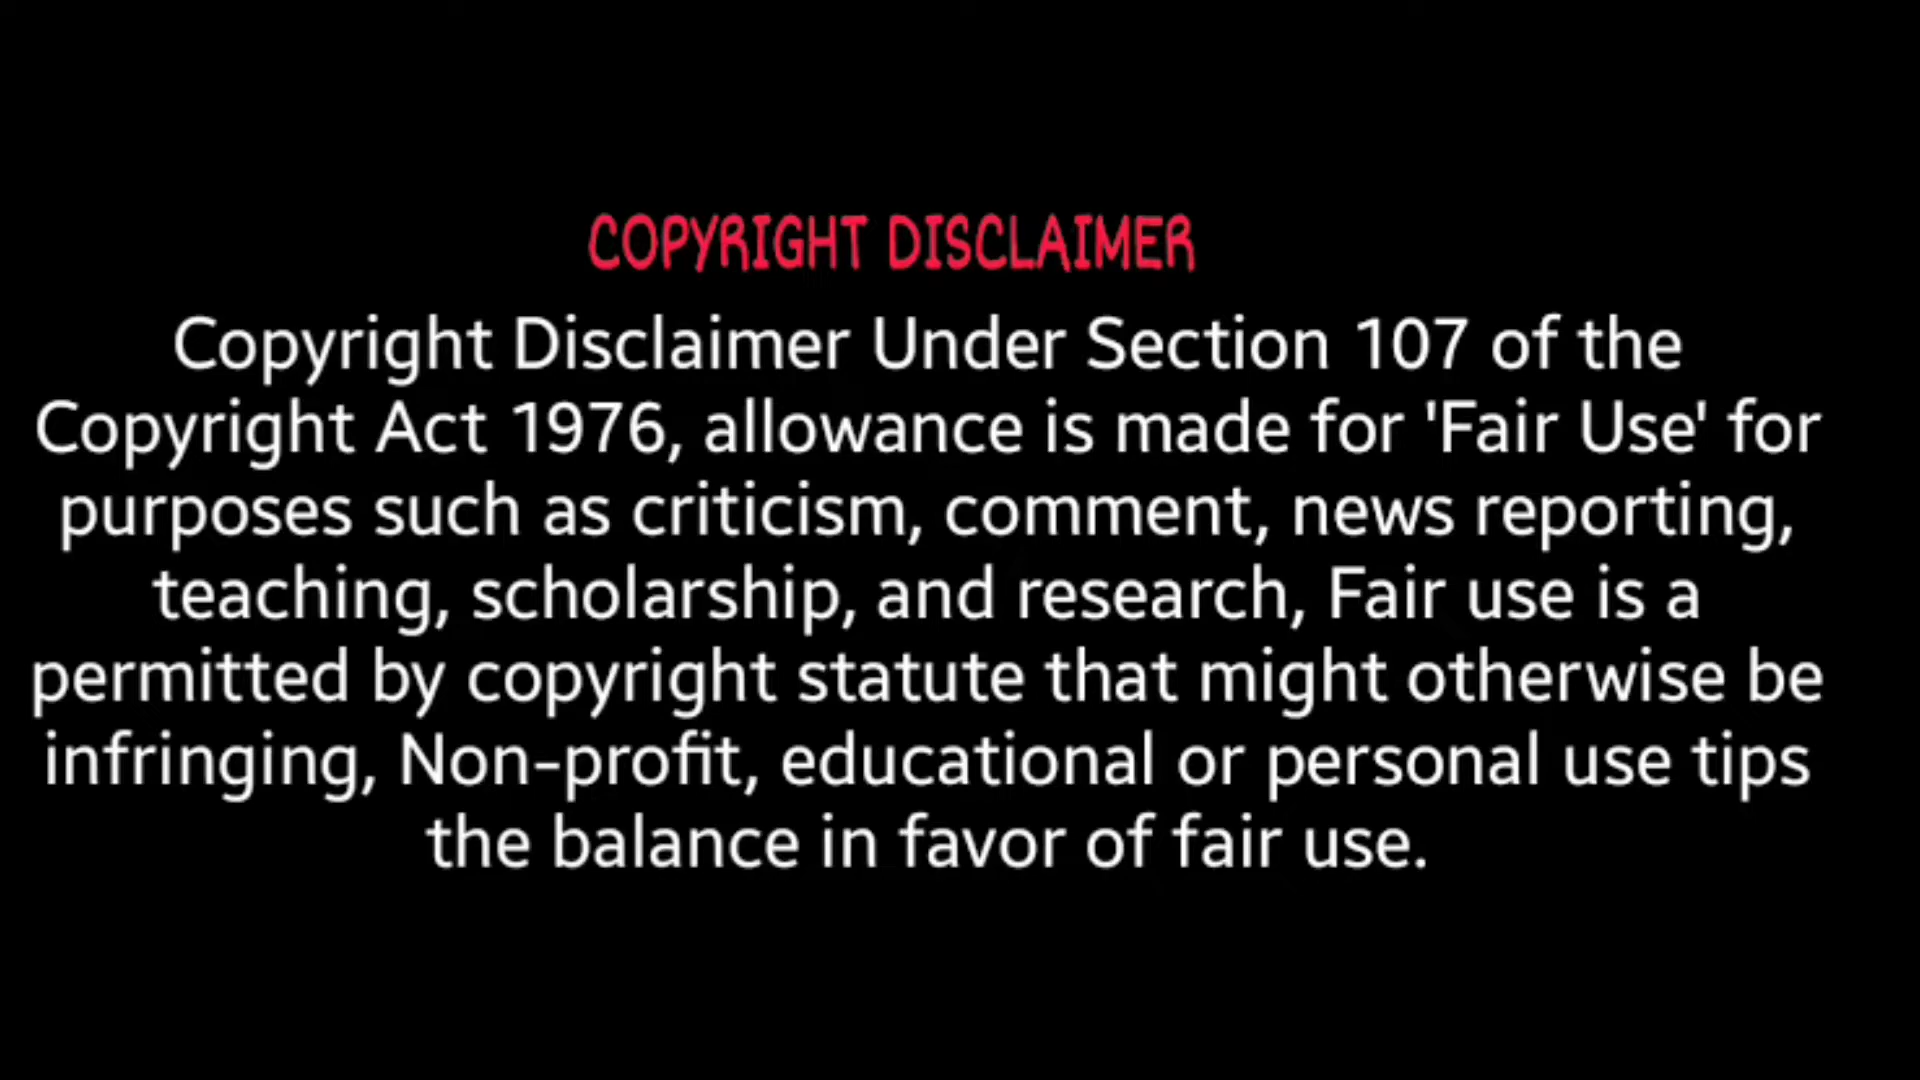 COPYRIGHT DISCLAIMER
Copyright Disclaimer Under Section 107 of the
Copyright Act 1976, allowance is made for 'Fair Use' for
purposes such as criticism, comment, news reporting,
teaching, scholarship, and research, Fair use is a
permitted by copyright statute that might otherwise be
infringing, Non-profit, educational or personal use tips
the balance in favor of fair use.